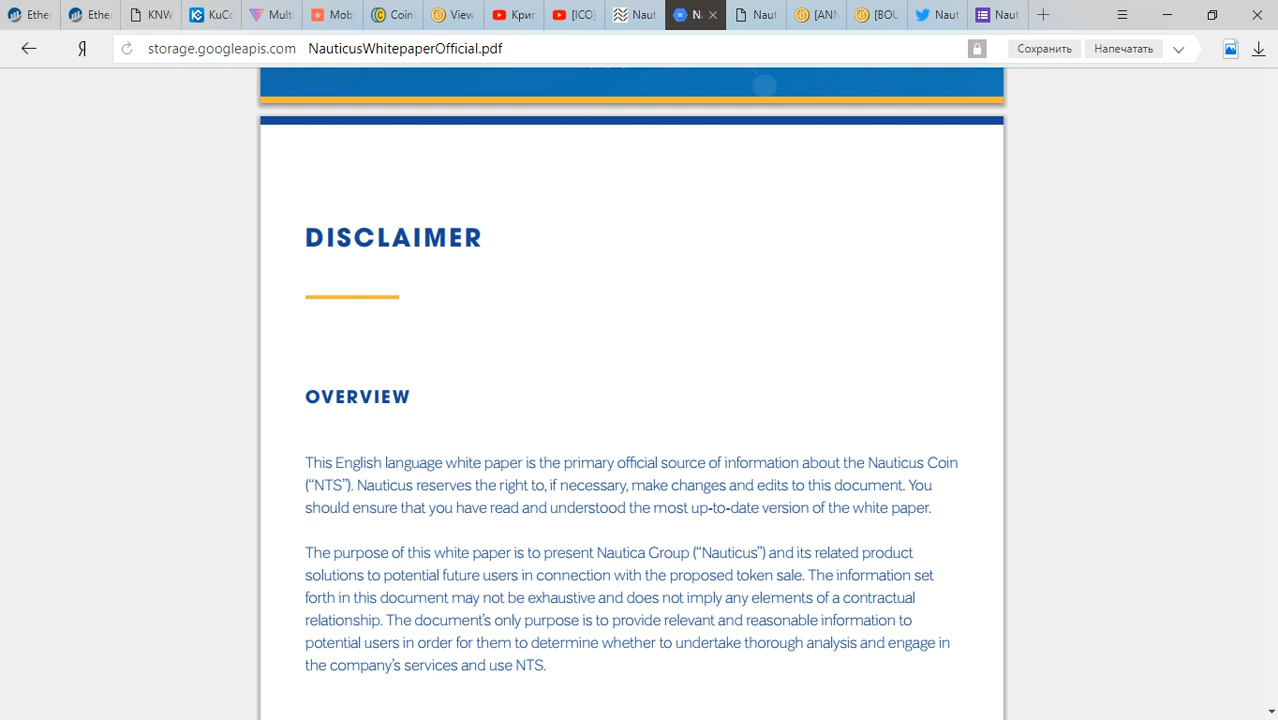 Ethe
Ethe
KNW
KuCo
Mult
Mob
Coin
View
Криг
[ICO]
Naut
Na
Naut
[ANN
[BOU
Naut
Naut
Я storage.googleapis.com NauticusWhitepaperOfficial.pdf Сохранить Напечатать
DISCLAIMER
OVERVIEW
This English language white paper is the primary official source of information about the Nauticus Coin
(“NTS”). Nauticus reserves the right to, if necessary, make changes and edits to this document. You
should ensure that you have read and understood the most up-to-date version of the white paper.
The purpose of this white paper is to present Nautica Group (“Nauticus”) and its related product
solutions to potential future users in connection with the proposed token sale. The information set
forth in this document may not be exhaustive and does not imply any elements of a contractual
relationship. The document’s only purpose is to provide relevant and reasonable information to
potential users in order for them to determine whether to undertake thorough analysis and engage in
the company’s services and use NTS.